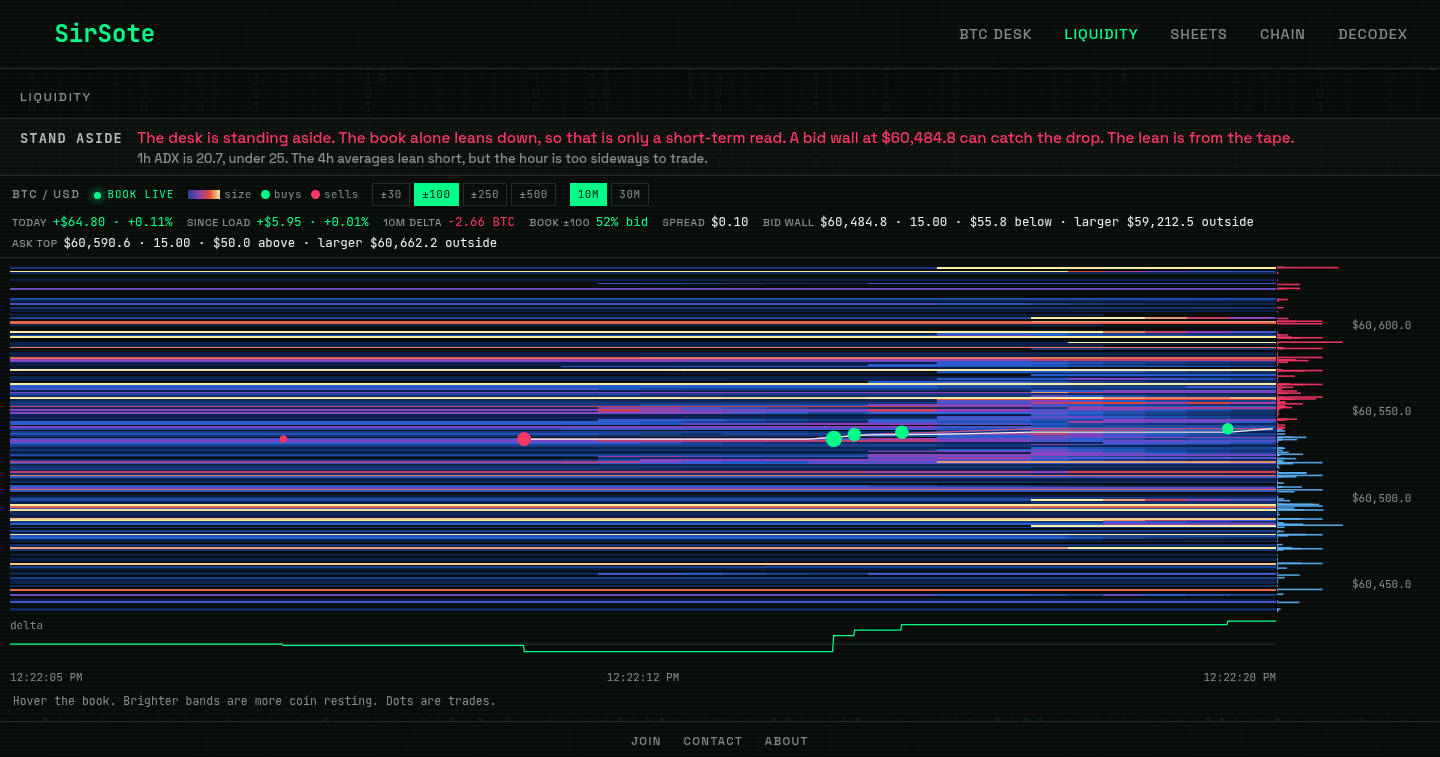 SirSote
BTC DESK LIQUIDITY SHEETS CHAIN DECODEX
LIQUIDITY
STAND ASIDE The desk is standing aside. The book alone leans down, so that is only a short-term read. A bid wall at $60,484.8 can catch the drop. The lean is from the tape.
1h ADX is 20.7, under 25. The 4h averages lean short, but the hour is too sideways to trade.
BTC / USD BOOK LIVE size buys sells ±30 ±100 ±250 ±500 10M 30M
TODAY +$64.80 · +0.11% SINCE LOAD +$5.95 · +0.01% 10M DELTA -2.66 BTC BOOK ±100 52% bid SPREAD $0.10 BID WALL $60,484.8 · 15.00 · $55.8 below · larger $59,212.5 outside
ASK TOP $60,590.6 · 15.00 · $50.0 above · larger $60,662.2 outside
$60,600.0
$60,550.0
$60,500.0
$60,450.0
delta
12:22:05 PM 12:22:12 PM 12:22:20 PM
Hover the book. Brighter bands are more coin resting. Dots are trades.
JOIN CONTACT ABOUT